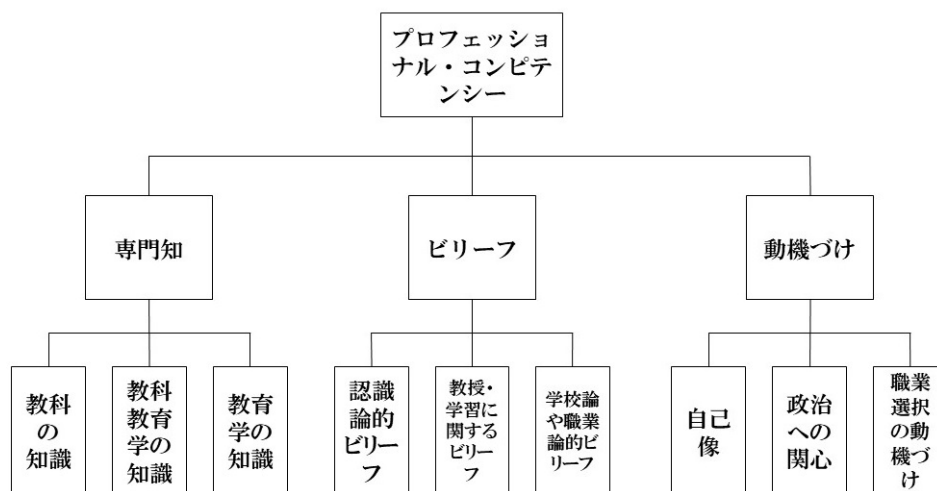 プロフェッショ
ナル・コンピテ
ンシー
専門知
ビリーフ
動機づけ
教科
の
知識
教科
教育
学の
知識
教育
学の
知識
認識
論的
ビリー
フ
教授・
学習に
関する
ビリー
フ
学校論
や職業
論的ビ
リーフ
自己
像
政治
への
関心
職業
選択
の動
機づ
け